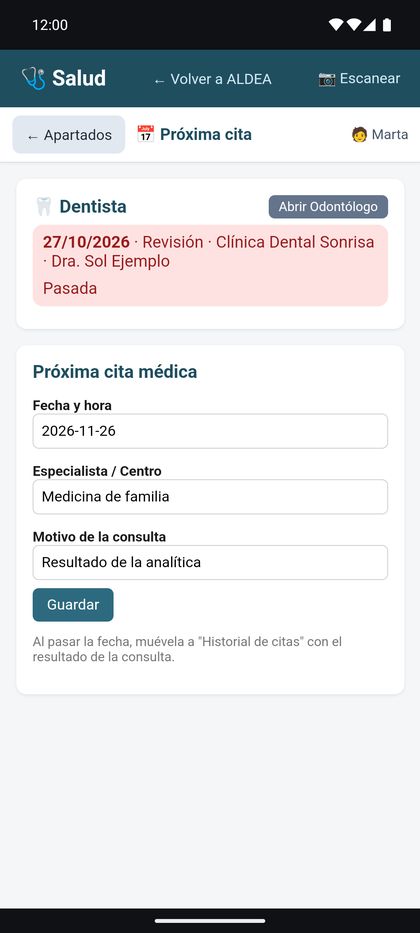 12:00
Salud
← Volver a ALDEA
Escanear
← Apartados
Próxima cita
Marta
Dentista
Abrir Odontólogo
27/10/2026 · Revisión · Clínica Dental Sonrisa
· Dra. Sol Ejemplo
Pasada
Próxima cita médica
Fecha y hora
2026-11-26
Especialista / Centro
Medicina de familia
Motivo de la consulta
Resultado de la analítica
Guardar
Al pasar la fecha, muévela a "Historial de citas" con el
resultado de la consulta.